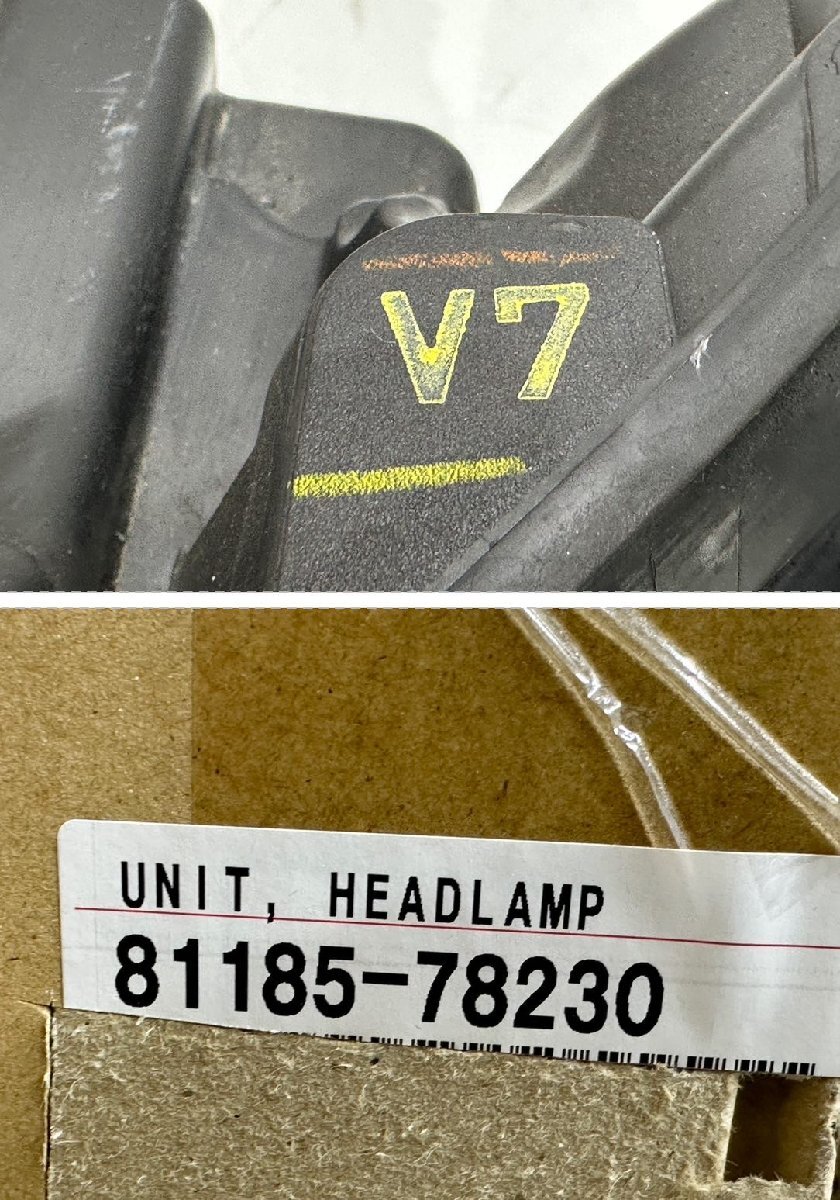 V7
UNIT, HEADLAMP
81185-78230